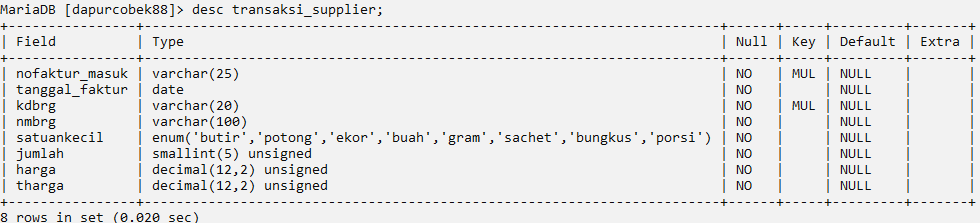 MariaDB [dapurcobek88]> desc transaksi_supplier;
+----------------+---------------------------------------------------------------------+------+-----+---------+-------+
| Field          | Type                                                                | Null | Key | Default | Extra |
+----------------+---------------------------------------------------------------------+------+-----+---------+-------+
| nofaktur_masuk | varchar(25)                                                         | NO   | MUL | NULL    |       |
| tanggal_faktur | date                                                                | NO   |     | NULL    |       |
| kdbrg          | varchar(20)                                                         | NO   | MUL | NULL    |       |
| nmbrg          | varchar(100)                                                        | NO   |     | NULL    |       |
| satuankecil    | enum('butir','potong','ekor','buah','gram','sachet','bungkus','porsi') | NO   |     | NULL    |       |
| jumlah         | smallint(5) unsigned                                                | NO   |     | NULL    |       |
| harga          | decimal(12,2) unsigned                                              | NO   |     | NULL    |       |
| tharga         | decimal(12,2) unsigned                                              | NO   |     | NULL    |       |
+----------------+---------------------------------------------------------------------+------+-----+---------+-------+
8 rows in set (0.020 sec)